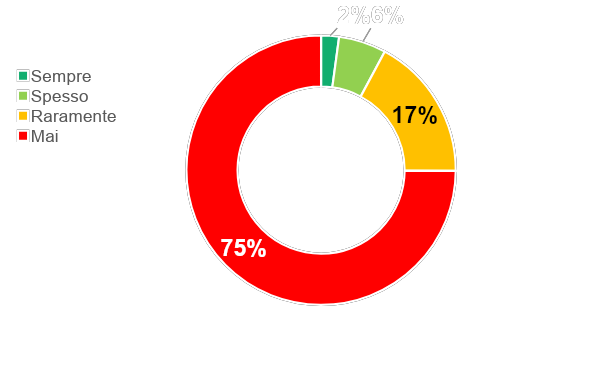 2%6%
Sempre
Spesso
Raramente
Mai
17%
75%